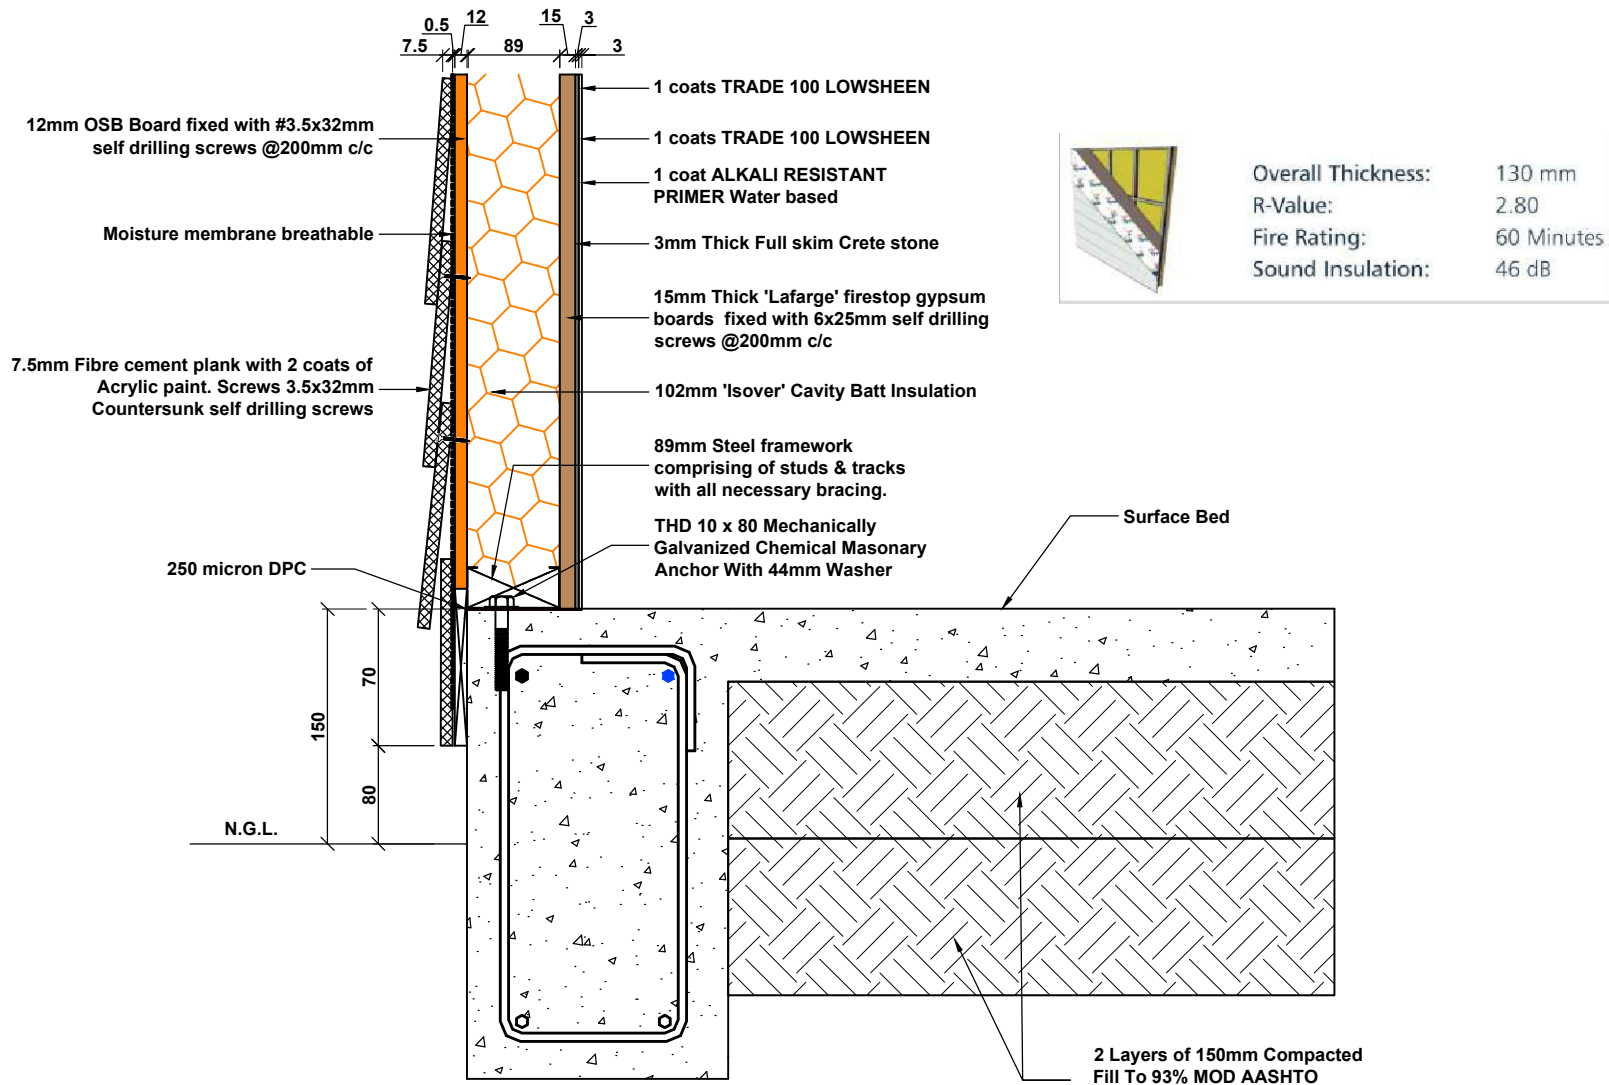 0.5
12
15
3
7.5
89
3
12mm OSB Board fixed with #3.5x32mm
self drilling screws @200mm c/c
Moisture membrane breathable
7.5mm Fibre cement plank with 2 coats of
Acrylic paint. Screws 3.5x32mm
Countersunk self drilling screws
250 micron DPC
150
70
80
N.G.L.
1 coats TRADE 100 LOWSHEEN
1 coats TRADE 100 LOWSHEEN
1 coat ALKALI RESISTANT
PRIMER Water based
3mm Thick Full skim Crete stone
15mm Thick 'Lafarge' firestop gypsum
boards fixed with 6x25mm self drilling
screws @200mm c/c
102mm 'Isover' Cavity Batt Insulation
89mm Steel framework
comprising of studs & tracks
with all necessary bracing.
THD 10 x 80 Mechanically
Galvanized Chemical Masonary
Anchor With 44mm Washer
Surface Bed
2 Layers of 150mm Compacted
Fill To 93% MOD AASHTO
Overall Thickness: 130 mm
R-Value: 2.80
Fire Rating: 60 Minutes
Sound Insulation: 46 dB